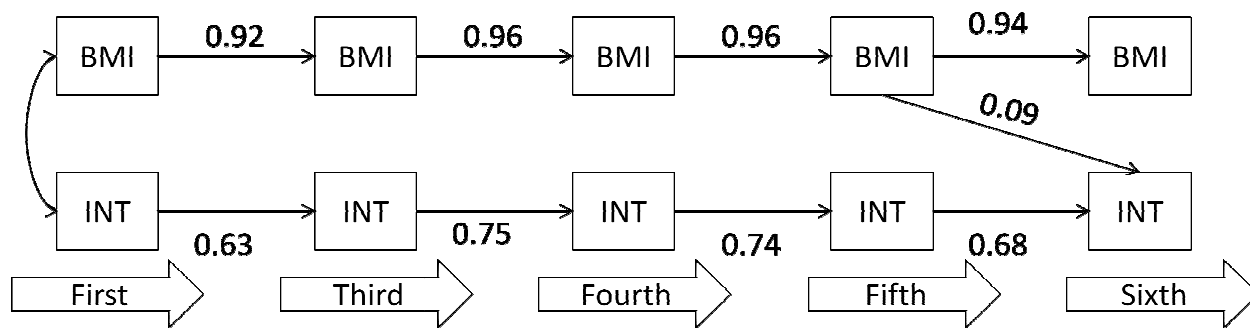 0.92 0.96 0.96 0.94
BMI BMI BMI BMI BMI
0.09
INT INT INT INT INT
0.63 0.75 0.74 0.68
First Third Fourth Fifth Sixth